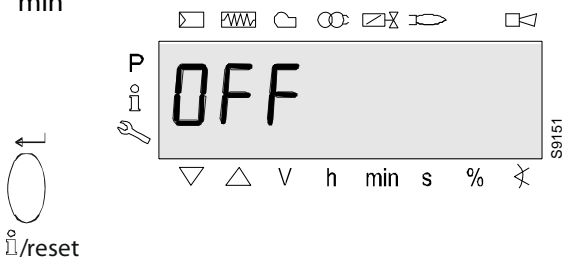 min
P
i
OFF
V h min s %
S9151
i/reset